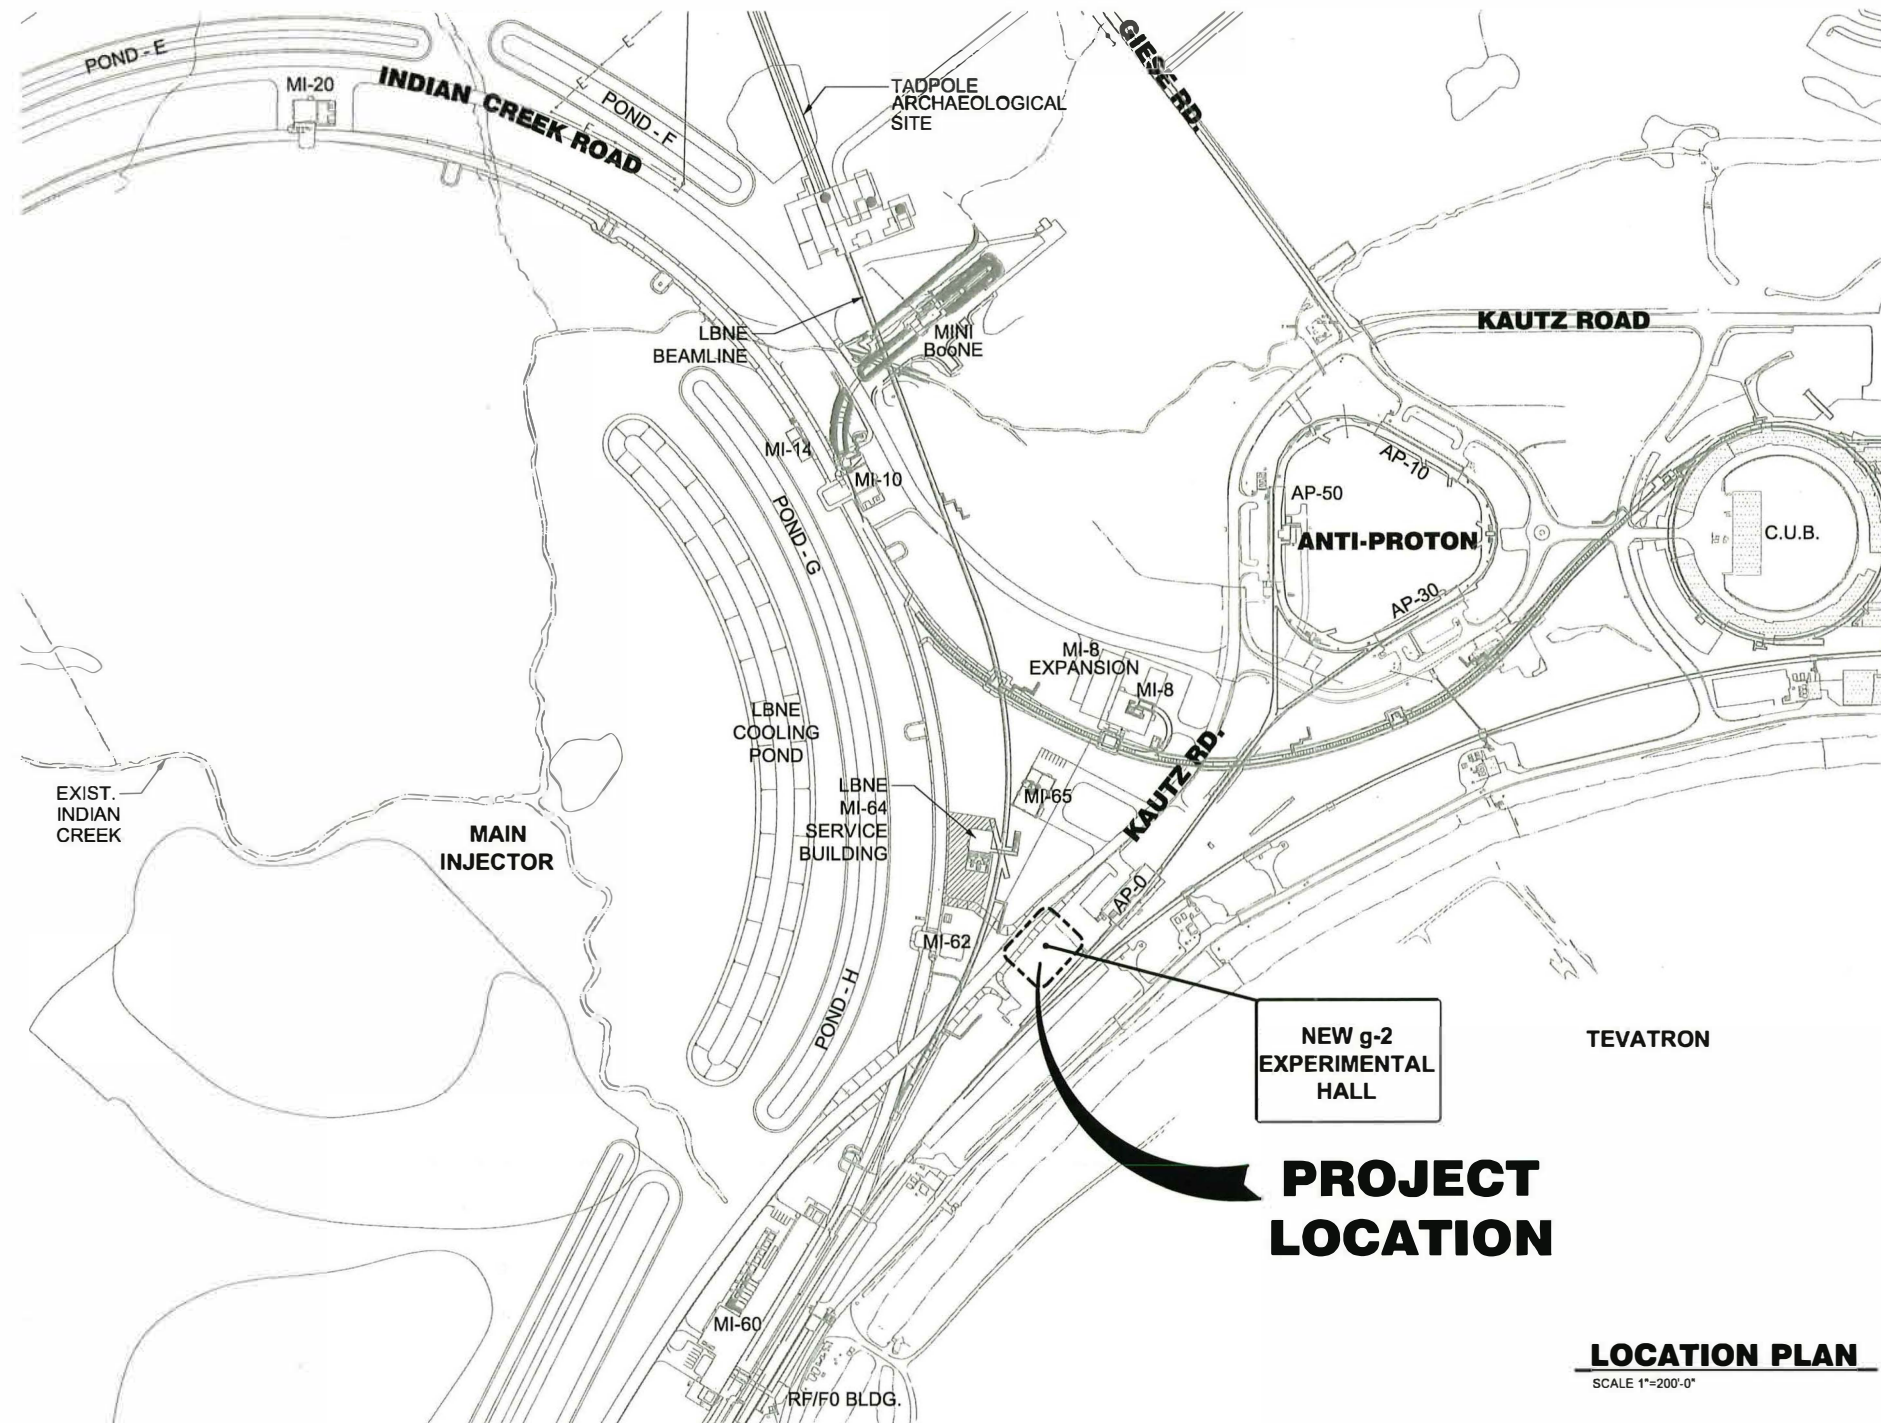 POND - E
MI-20
INDIAN CREEK ROAD
POND - F
E
E
TADPOLE
ARCHAEOLOGICAL
SITE
GIESE RD.
KAUTZ ROAD
LBNE
BEAMLINE
MINI
BooNE
MI-14
MI-10
POND - G
AP-10
AP-50
ANTI-PROTON
AP-30
C.U.B.
MI-8
EXPANSION
MI-8
LBNE
COOLING
POND
KAUTZ RD.
EXIST.
INDIAN
CREEK
MAIN
INJECTOR
LBNE
MI-64
SERVICE
BUILDING
MI-65
AP-0
MI-62
POND - H
NEW g-2
EXPERIMENTAL
HALL
TEVATRON
PROJECT
LOCATION
MI-60
RF/F0 BLDG.
LOCATION PLAN
SCALE 1"=200'-0"